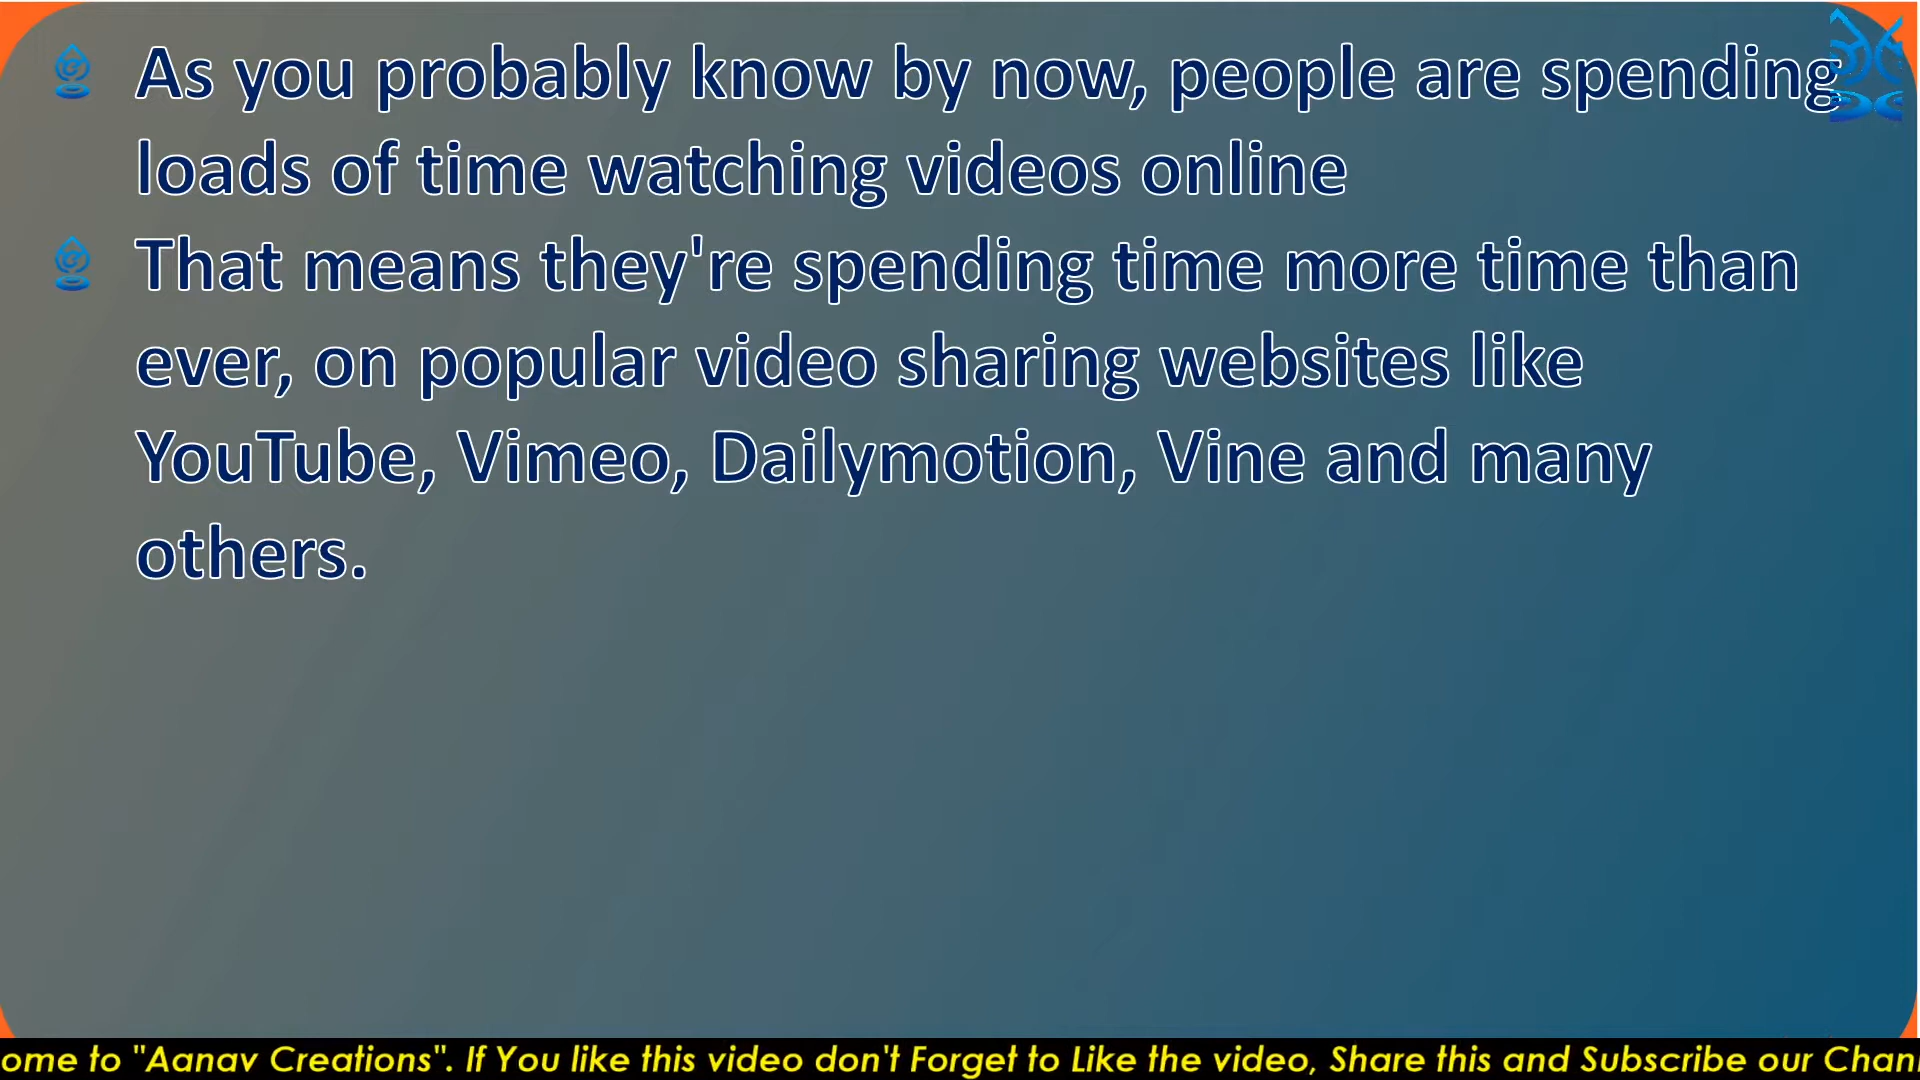 As you probably know by now, people are spending
loads of time watching videos online
That means they're spending time more time than
ever, on popular video sharing websites like
YouTube, Vimeo, Dailymotion, Vine and many
others.
ome to "Aanav Creations". If You like this video don't Forget to Like the video, Share this and Subscribe our Chan